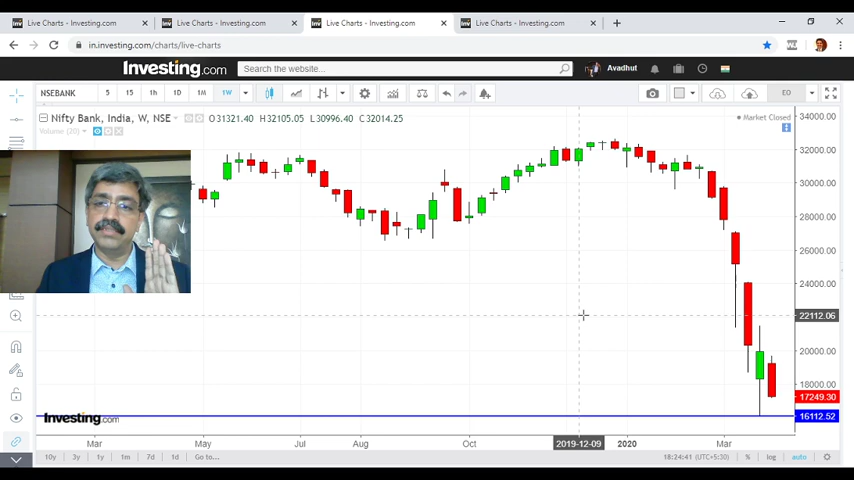 Live Charts - Investing.com
Live Charts - Investing.com
Live Charts - Investing.com
Live Charts - Investing.com
in.investing.com/charts/live-charts
Investing.com
Search the website...
Avadhut
NSEBANK
5 15 1h 1D 1M 1W
EO
Nifty Bank, India, W, NSE
O31321.40 H32105.05 L30996.40 C32014.25
Market Closed
Volume (20)
34000.00
32000.00
30000.00
28000.00
26000.00
24000.00
22112.06
20000.00
18000.00
17249.30
16112.52
Investing.com
Mar May Jul Aug Oct 2019-12-09 2020 Mar
10y 3y 1y 1m 7d 1d Go to...
18:24:41 (UTC+5:30) % log auto